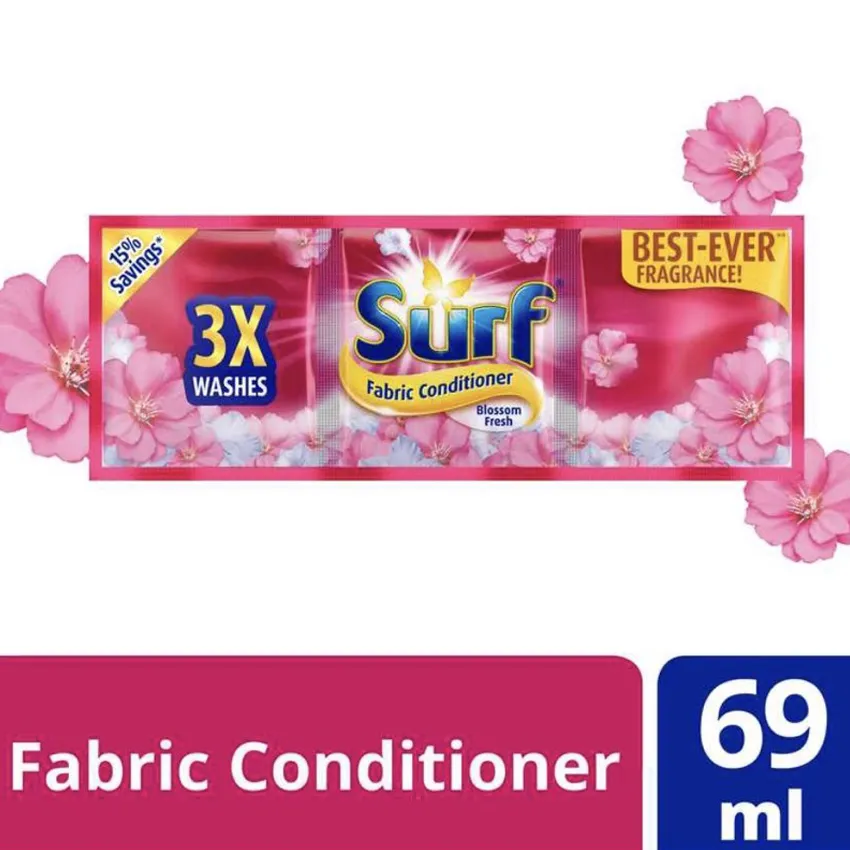 15%
Savings*
3X
WASHES
Surf
Fabric Conditioner
Blossom
Fresh
BEST-EVER
FRAGRANCE!
Fabric Conditioner
69
ml